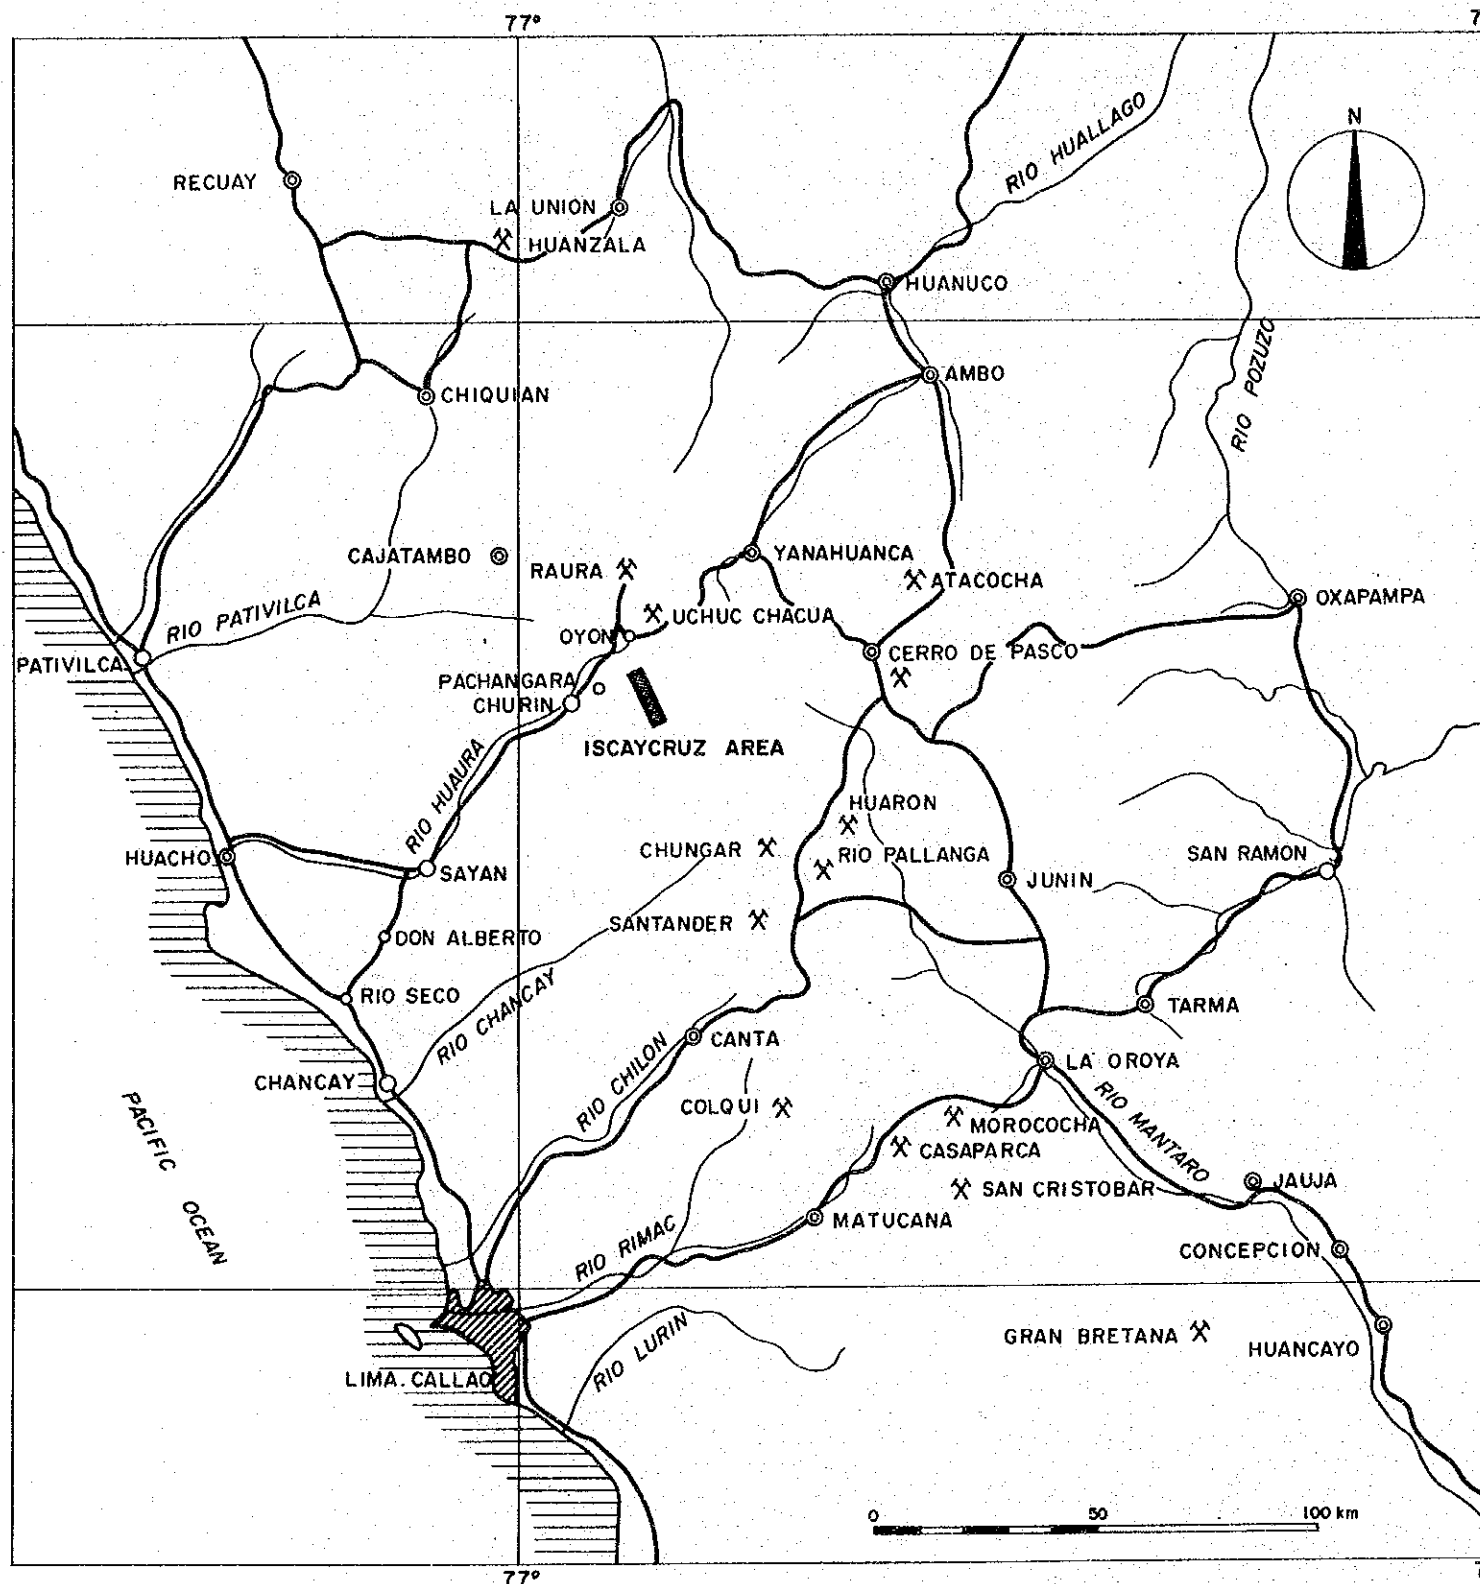 77°
7
N
RIO HUALLAGO
RECUAY
LA UNION
HUANZALA
HUANUCO
RIO POZUZO
AMBO
CHIQUIAN
CAJATAMBO
RAURA
YANAHUANCA
ATACOCHA
OXAPAMPA
RIO PATIVILCA
UCHUC CHACUA
OYON
CERRO DE PASCO
PATIVILCA
PACHANGARA
CHURIN
ISCAYCRUZ AREA
RIO HUAURA
HUARON
CHUNGAR
RIO PALLANGA
SAN RAMON
HUACHO
SAYAN
JUNIN
SANTANDER
DON ALBERTO
RIO SECO
RIO CHANCAY
TARMA
CANTA
LA OROYA
CHANCAY
RIO CHILON
COLQUI
RIO MANTARO
MOROCOCHA
CASAPARCA
PACIFIC OCEAN
SAN CRISTOBAR
JAUJA
MATUCANA
RIO RIMAC
CONCEPCION
RIO LURIN
GRAN BRETANA
HUANCAYO
LIMA. CALLAO
0 50 100 km
77°
7